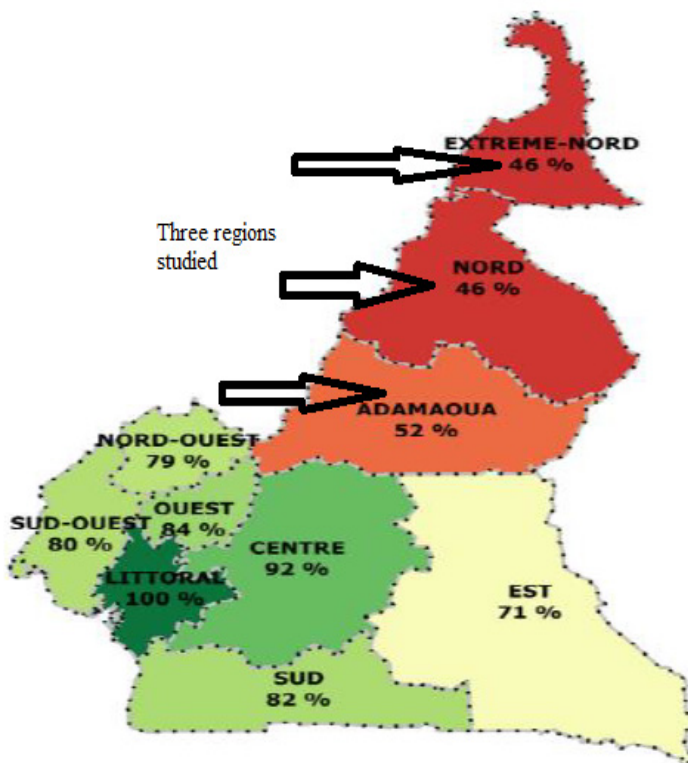 EXTREME-NORD
46 %
Three regions
studied
NORD
46 %
ADAMAOUA
52 %
NORD-OUEST
79 %
OUEST
84 %
SUD-OUEST
80 %
CENTRE
92 %
LITTORAL
100 %
EST
71 %
SUD
82 %